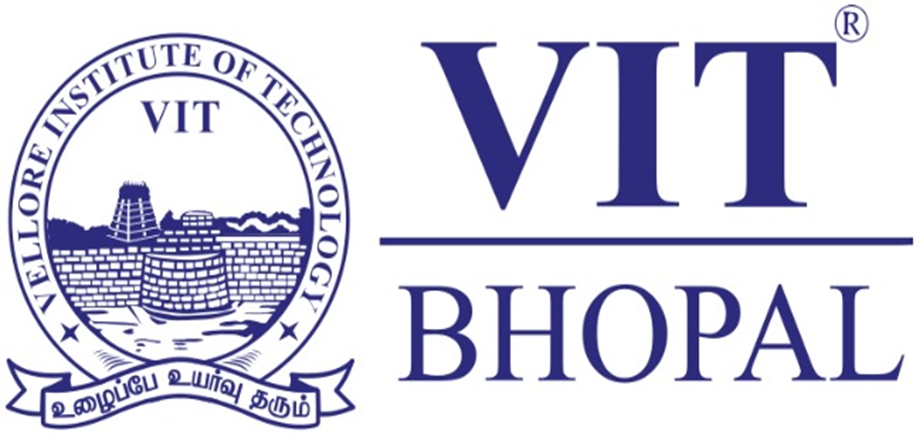 VELLORE INSTITUTE OF TECHNOLOGY
VIT
உழைப்பே உயர்வு தரும்
VIT®
BHOPAL